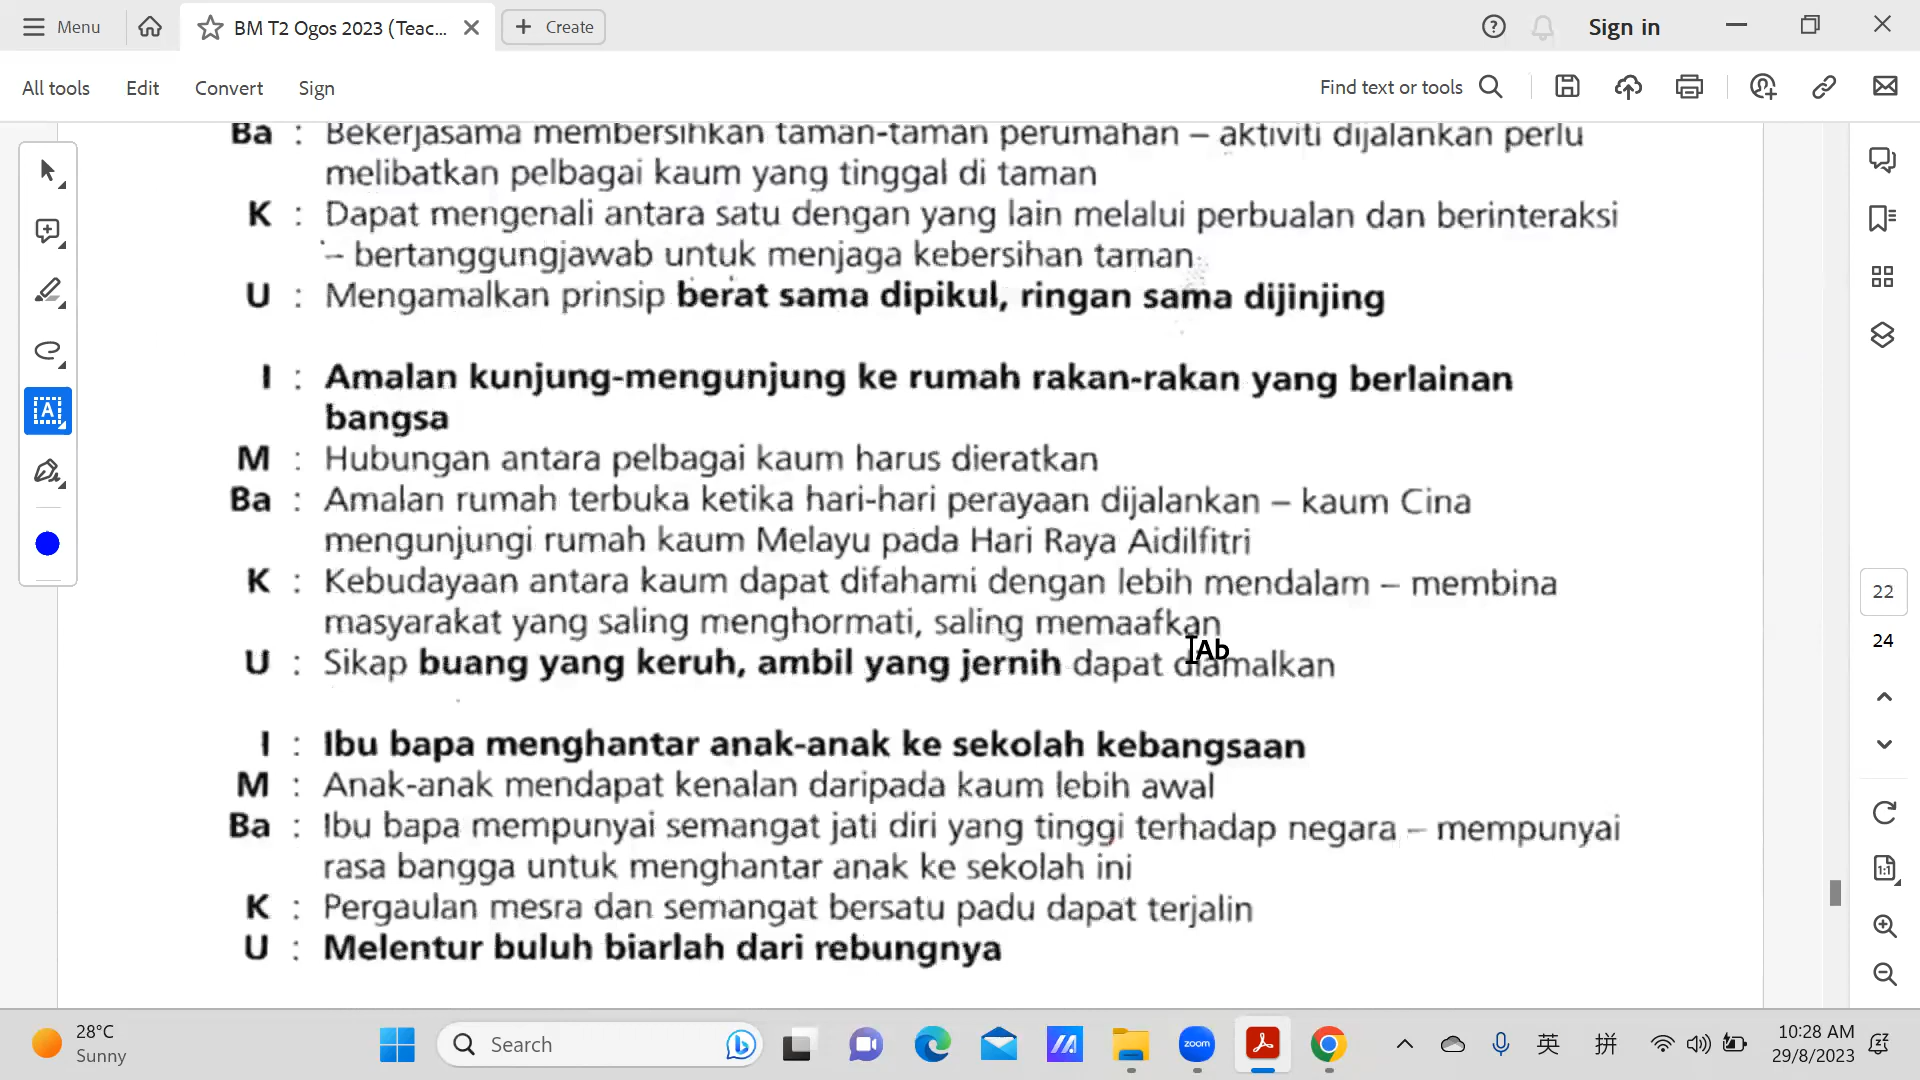 Menu
BM T2 Ogos 2023 (Teac...
Create
Sign in
All tools
Edit
Convert
Sign
Find text or tools
Ba : Bekerjasama membersihkan taman-taman perumahan – aktiviti dijalankan perlu
melibatkan pelbagai kaum yang tinggal di taman
K : Dapat mengenali antara satu dengan yang lain melalui perbualan dan berinteraksi
– bertanggungjawab untuk menjaga kebersihan taman
U : Mengamalkan prinsip berat sama dipikul, ringan sama dijinjing
I : Amalan kunjung-mengunjung ke rumah rakan-rakan yang berlainan
bangsa
M : Hubungan antara pelbagai kaum harus dieratkan
Ba : Amalan rumah terbuka ketika hari-hari perayaan dijalankan – kaum Cina
mengunjungi rumah kaum Melayu pada Hari Raya Aidilfitri
K : Kebudayaan antara kaum dapat difahami dengan lebih mendalam – membina
masyarakat yang saling menghormati, saling memaafkan
U : Sikap buang yang keruh, ambil yang jernih dapat diamalkan
Ab
I : Ibu bapa menghantar anak-anak ke sekolah kebangsaan
M : Anak-anak mendapat kenalan daripada kaum lebih awal
Ba : Ibu bapa mempunyai semangat jati diri yang tinggi terhadap negara – mempunyai
rasa bangga untuk menghantar anak ke sekolah ini
K : Pergaulan mesra dan semangat bersatu padu dapat terjalin
U : Melentur buluh biarlah dari rebungnya
A
22
24
1:1
28°C
Sunny
Search
zoom
英
拼
10:28 AM
29/8/2023